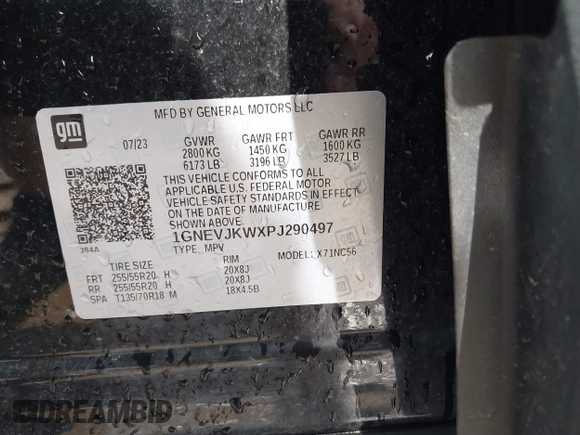 gm
MFD BY GENERAL MOTORS LLC
07/23
GVWR GAWR FRT GAWR RR
2800 KG 1450 KG 1600 KG
6173 LB 3196 LB 3527 LB
THIS VEHICLE CONFORMS TO ALL
APPLICABLE U.S. FEDERAL MOTOR
VEHICLE SAFETY STANDARDS IN EFFECT
ON THE DATE OF MANUFACTURE
SHOWN ABOVE.
1GNEVJKWXPJ290497
TYPE: MPV MODEL: X71NC56
384A
TIRE SIZE RIM
FRT 255/55R20 H 20X8J
RR 255/55R20 H 20X8J
SPA T135/70R18 M 18X4.5B
DREAMBID